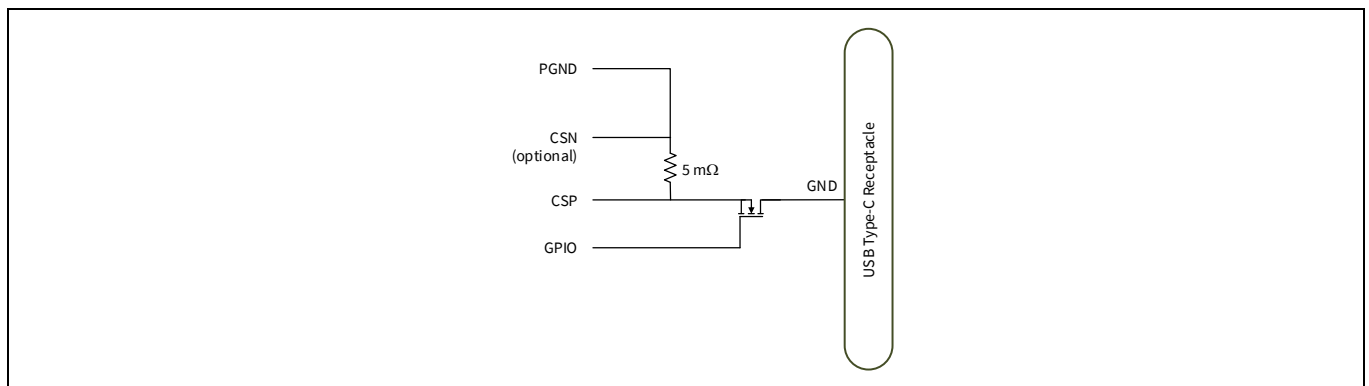 PGND
CSN
(optional)
5 mΩ
CSP
GND
GPIO
USB Type-C Receptacle